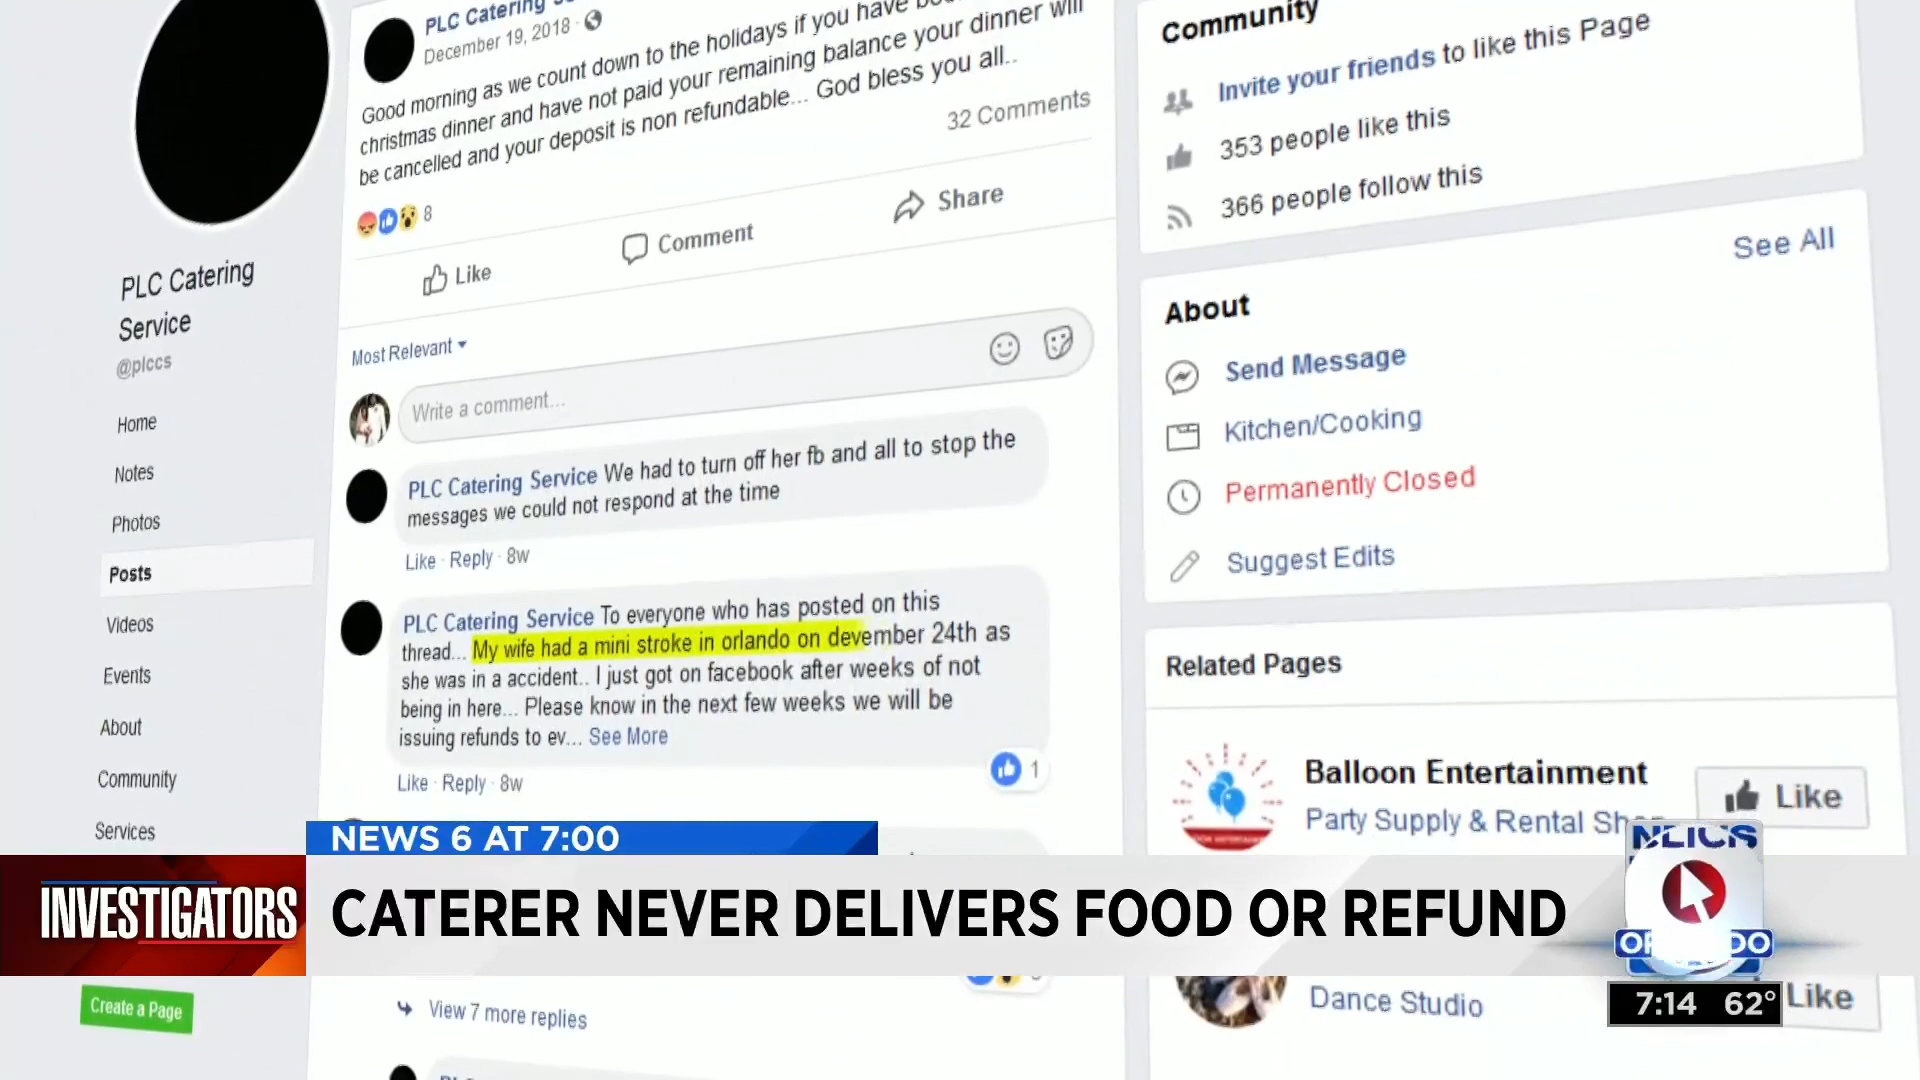 PLC Catering
December 19, 2018
Good morning as we count down to the holidays if you have
christmas dinner and have not paid your remaining balance your dinner will
be cancelled and your deposit is non refundable... God bless you all..
32 Comments
8
Like
Comment
Share
Most Relevant
Write a comment...
PLC Catering Service We had to turn off her fb and all to stop the
messages we could not respond at the time
Like · Reply · 8w
PLC Catering Service To everyone who has posted on this
thread... My wife had a mini stroke in orlando on devember 24th as
she was in a accident.. I just got on facebook after weeks of not
being in here... Please know in the next few weeks we will be
issuing refunds to ev... See More
1
Like · Reply · 8w
View 7 more replies
PLC Catering
Service
@plccs
Home
Notes
Photos
Posts
Videos
Events
About
Community
Services
Create a Page
Community
Invite your friends to like this Page
353 people like this
366 people follow this
See All
About
Send Message
Kitchen/Cooking
Permanently Closed
Suggest Edits
Related Pages
Balloon Entertainment
Party Supply & Rental
Like
Dance Studio
Like
NEWS 6 AT 7:00
INVESTIGATORS
CATERER NEVER DELIVERS FOOD OR REFUND
7:14 62°